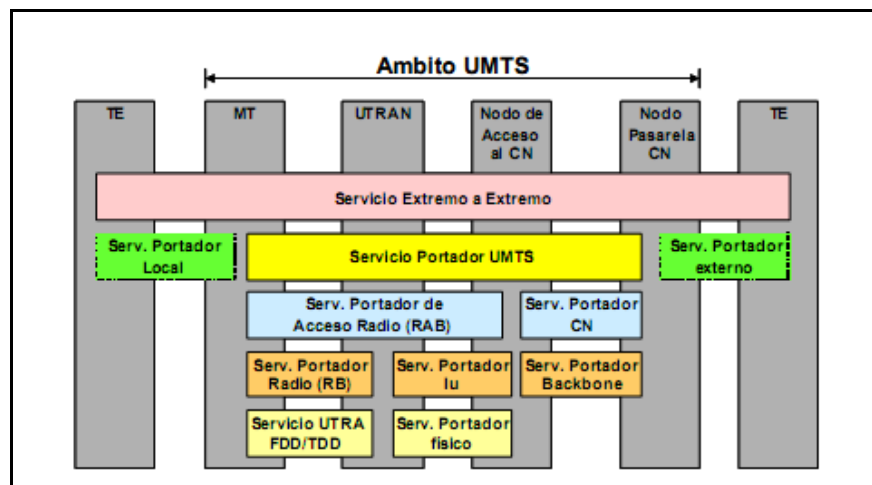 Ambito UMTS
TE
MT
UTRAN
Nodo de
Acceso
al CN
Nodo
Pasarela
CN
TE
Servicio Extremo a Extremo
Serv. Portador
Local
Servicio Portador UMTS
Serv. Portador
externo
Serv. Portador de
Acceso Radio (RAB)
Serv. Portador
CN
Serv. Portador
Radio (RB)
Serv. Portador
Iu
Serv. Portador
Backbone
Servicio UTRA
FDD/TDD
Serv. Portador
fisico